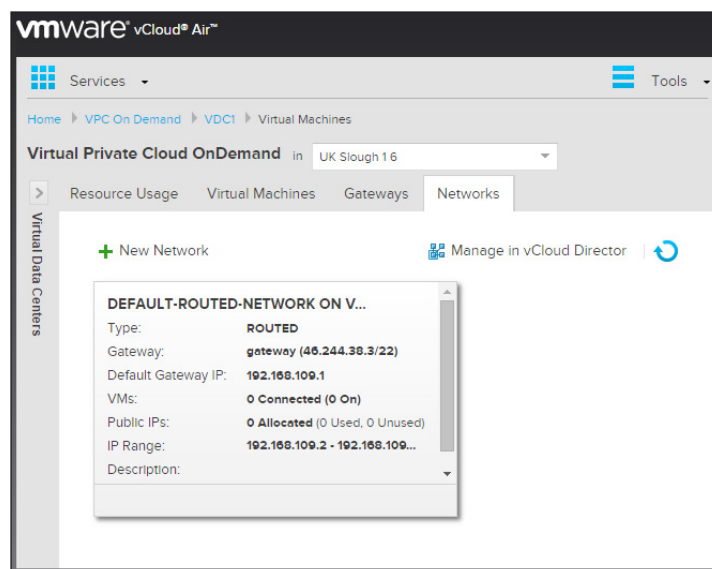 vmware® vCloud® Air™
Services Tools
Home VPC On Demand VDC1 Virtual Machines
Virtual Private Cloud OnDemand in UK Slough 1 6
Resource Usage Virtual Machines Gateways Networks
Virtual Data Centers
+ New Network Manage in vCloud Director
DEFAULT-ROUTED-NETWORK ON V...
Type: ROUTED
Gateway: gateway (46.244.38.3/22)
Default Gateway IP: 192.168.109.1
VMs: 0 Connected (0 On)
Public IPs: 0 Allocated (0 Used, 0 Unused)
IP Range: 192.168.109.2 - 192.168.109...
Description: